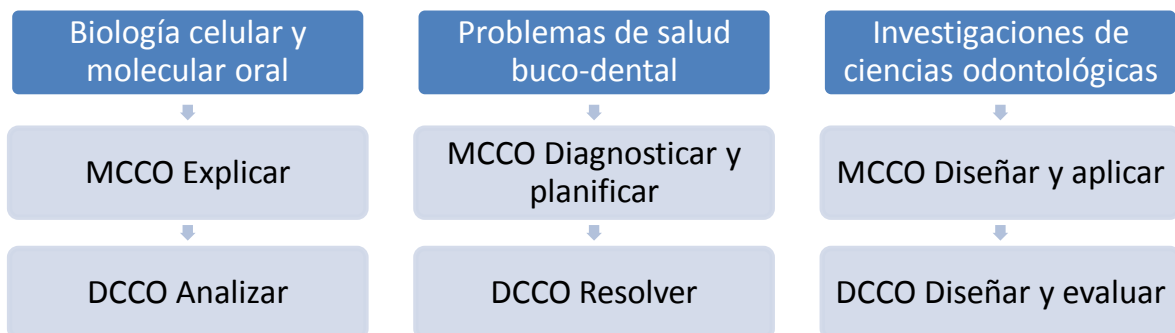 Biología celular y
molecular oral
MCCO Explicar
DCCO Analizar
Problemas de salud
buco-dental
MCCO Diagnosticar y
planificar
DCCO Resolver
Investigaciones de
ciencias odontológicas
MCCO Diseñar y aplicar
DCCO Diseñar y evaluar